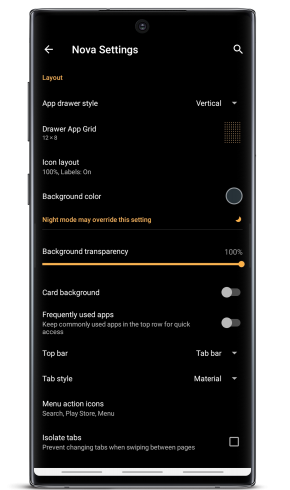 Nova Settings
Layout
App drawer style
Vertical
Drawer App Grid
12 × 8
Icon layout
100%, Labels: On
Background color
Night mode may override this setting
Background transparency
100%
Card background
Frequently used apps
Keep commonly used apps in the top row for quick
access
Top bar
Tab bar
Tab style
Material
Menu action icons
Search, Play Store, Menu
Isolate tabs
Prevent changing tabs when swiping between pages